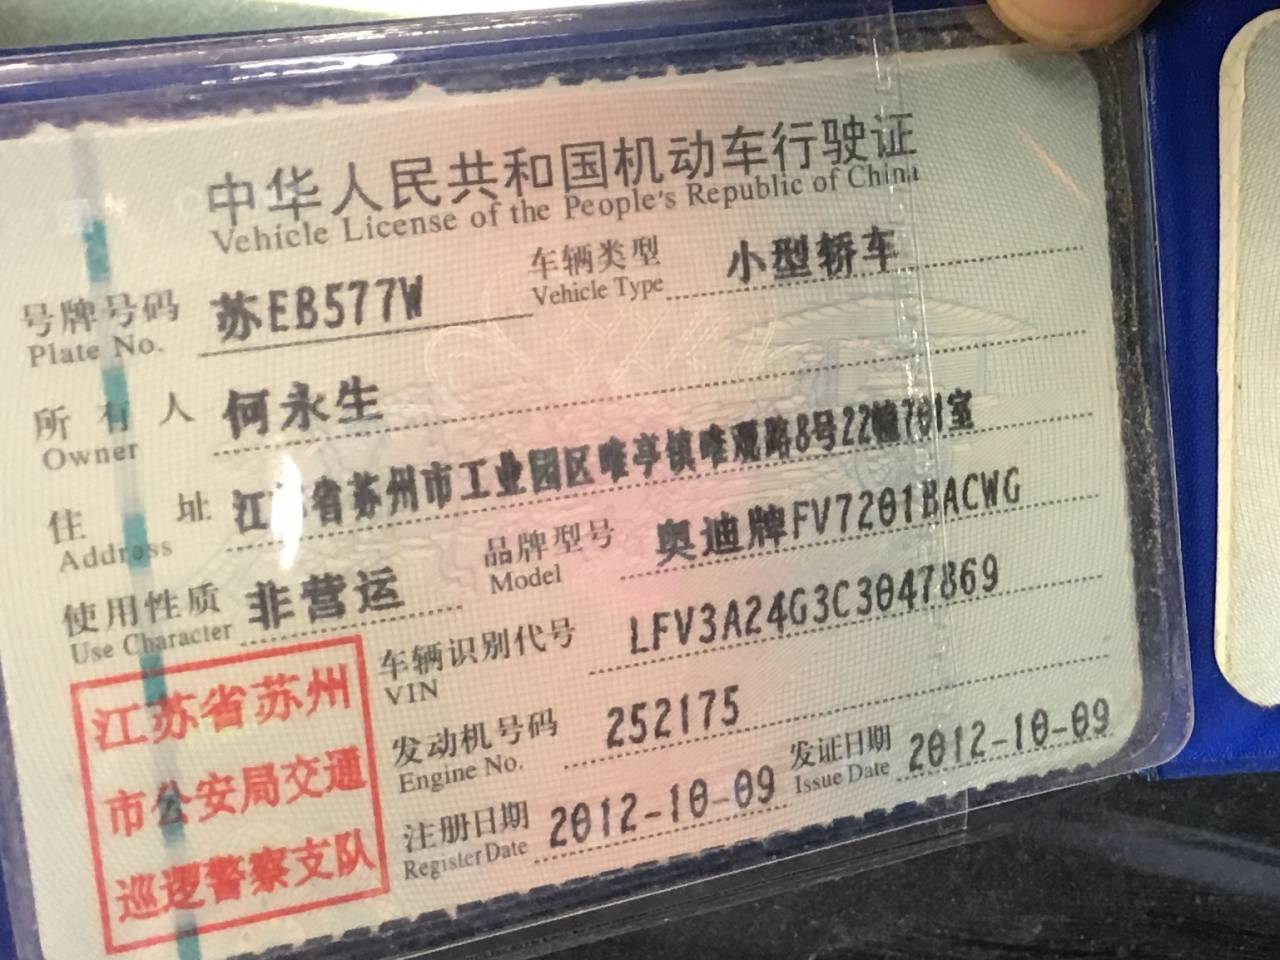 中华人民共和国机动车行驶证
Vehicle License of the People's Republic of China
号牌号码 苏EB577W 车辆类型 小型轿车
Plate No. Vehicle Type
所有人 何永生
Owner
住址 江苏省苏州市工业园区唯亭镇唯观路8号22幢701室
Address
使用性质 非营运 品牌型号 奥迪牌FV7201BACWG
Use Character Model
车辆识别代号 LFV3A24G3C3047869
VIN
发动机号码 252175 发证日期 2012-10-09
Engine No. Issue Date
注册日期 2012-10-09
Register Date
江苏省苏州
市公安局交通
巡逻警察支队